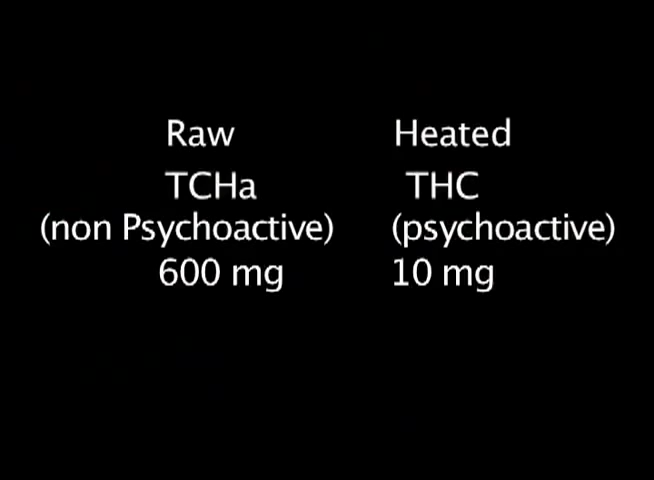 Raw Heated
TCHa THC
(non Psychoactive) (psychoactive)
600 mg 10 mg